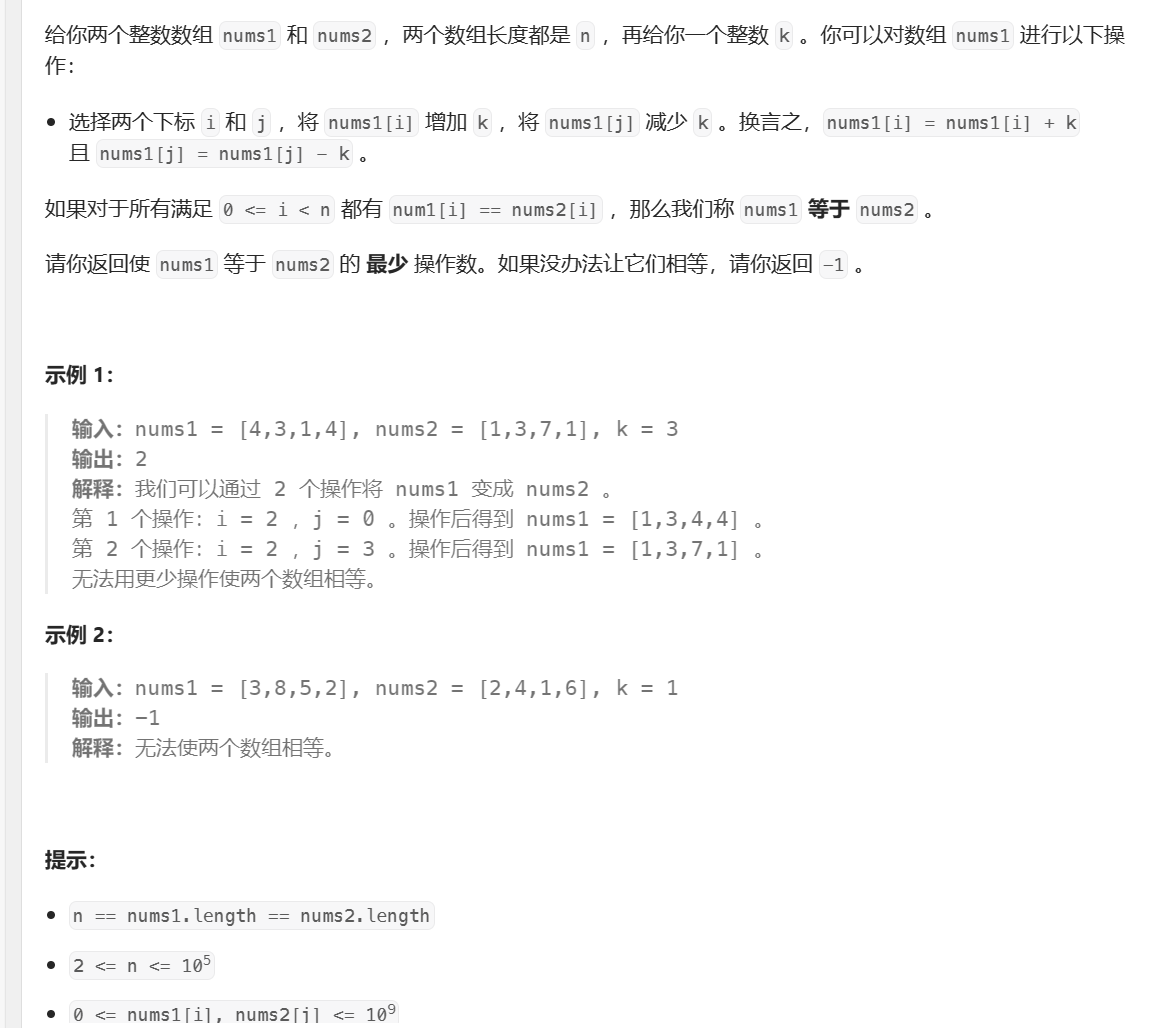 给你两个整数数组 nums1 和 nums2 ，两个数组长度都是 n ，再给你一个整数 k 。你可以对数组 nums1 进行以下操
作：
• 选择两个下标 i 和 j ，将 nums1[i] 增加 k ，将 nums1[j] 减少 k 。换言之， nums1[i] = nums1[i] + k
且 nums1[j] = nums1[j] - k 。
如果对于所有满足 0 <= i < n 都有 num1[i] == nums2[i] ，那么我们称 nums1 等于 nums2 。
请你返回使 nums1 等于 nums2 的 最少 操作数。如果没办法让它们相等，请你返回 -1 。
示例 1：
输入：nums1 = [4,3,1,4], nums2 = [1,3,7,1], k = 3
输出：2
解释：我们可以通过 2 个操作将 nums1 变成 nums2 。
第 1 个操作：i = 2 ，j = 0 。操作后得到 nums1 = [1,3,4,4] 。
第 2 个操作：i = 2 ，j = 3 。操作后得到 nums1 = [1,3,7,1] 。
无法用更少操作使两个数组相等。
示例 2：
输入：nums1 = [3,8,5,2], nums2 = [2,4,1,6], k = 1
输出：-1
解释：无法使两个数组相等。
提示：
• n == nums1.length == nums2.length
• 2 <= n <= 10⁵
• 0 <= nums1[i], nums2[j] <= 10⁹